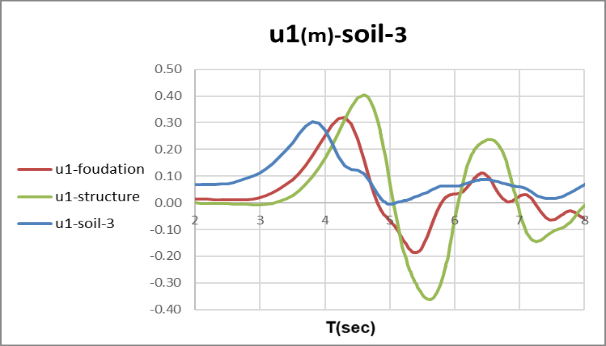 u1(m)-soil-3
0.50
0.40
0.30
0.20
0.10
0.00
-0.10
-0.20
-0.30
-0.40
2 3 4 5 6 7 8
T(sec)
u1-foudation
u1-structure
u1-soil-3